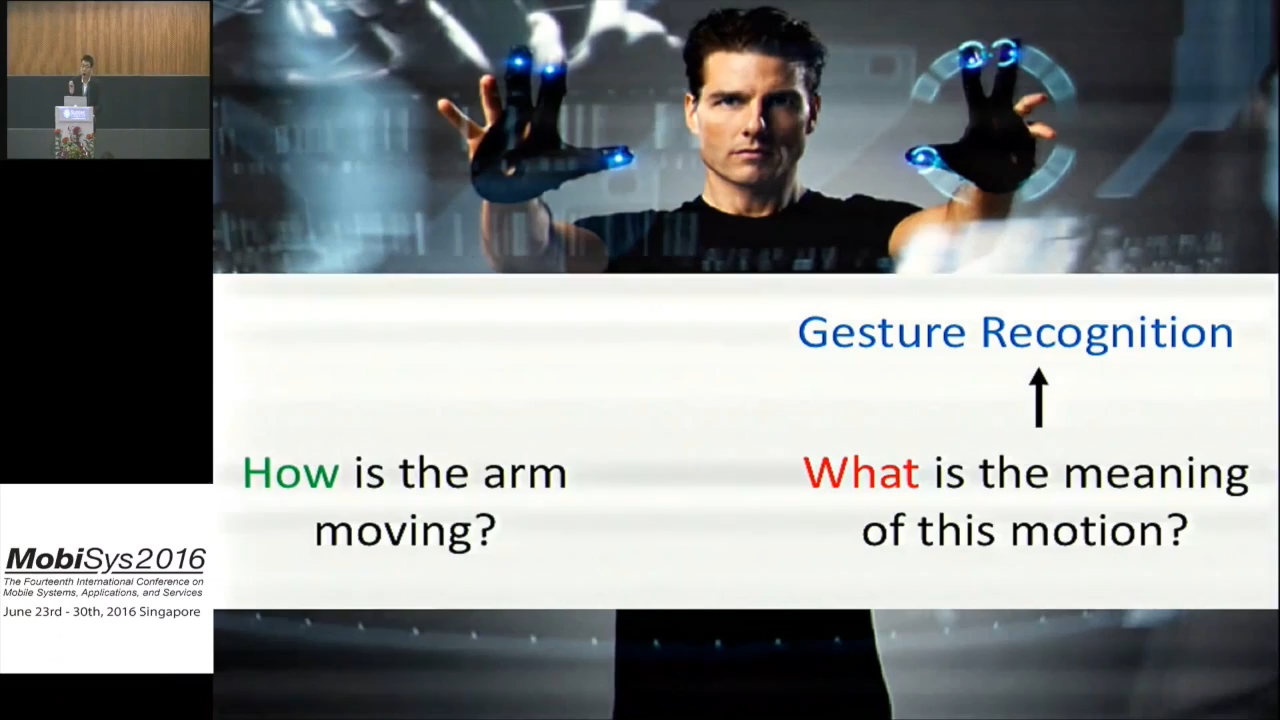 Gesture Recognition
How is the arm
moving?
What is the meaning
of this motion?
MobiSys2016
The Fourteenth International Conference on
Mobile Systems, Applications, and Services
June 23rd - 30th, 2016 Singapore